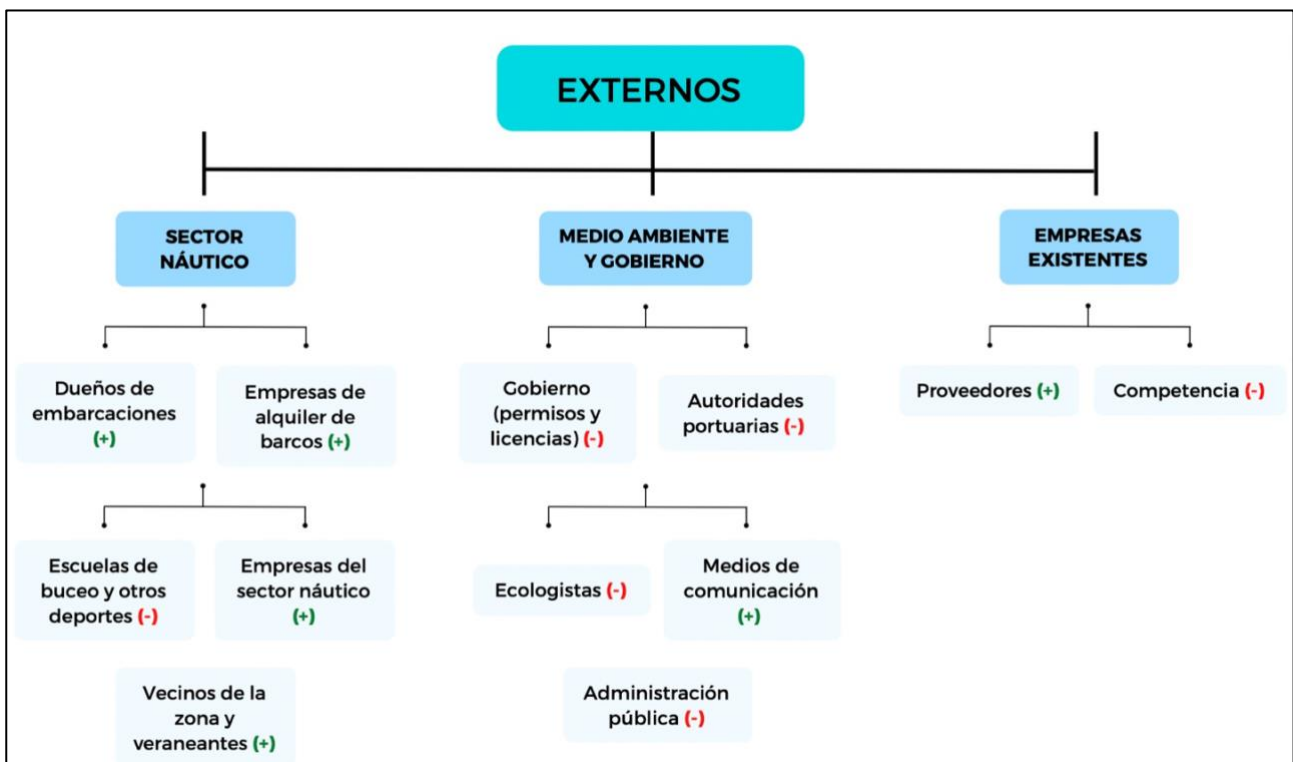 EXTERNOS
SECTOR
NÁUTICO
MEDIO AMBIENTE
Y GOBIERNO
EMPRESAS
EXISTENTES
Dueños de
embarcaciones
(+)
Empresas de
alquiler de
barcos (+)
Gobierno
(permisos y
licencias) (-)
Autoridades
portuarias (-)
Proveedores (+)
Competencia (-)
Escuelas de
buceo y otros
deportes (-)
Empresas del
sector náutico
(+)
Ecologistas (-)
Medios de
comunicación
(+)
Vecinos de la
zona y
veraneantes (+)
Administración
pública (-)